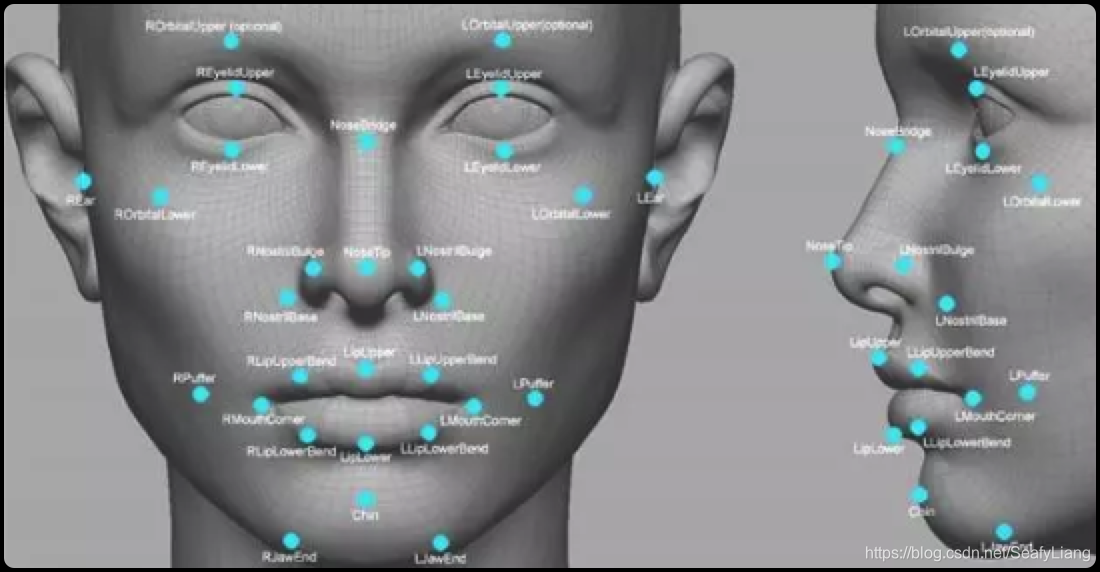 ROrbitalUpper (optional)
LOrbitalUpper(optional)
REyelidUpper
LEyelidUpper
NoseBridge
REyelidLower
LEyelidLower
REar
LEar
ROrbitalLower
LOrbitalLower
RNostrilBulge
NoseTip
LNostrilBulge
RNostrilBase
LNostrilBase
RLipUpperBend
LipUpper
LLipUpperBend
RPuffer
LPuffer
RMouthCorner
LMouthCorner
RLipLowerBend
LipLower
LLipLowerBend
Chin
RJawEnd
LJawEnd
LOrbitalUpper(optional)
LEyelidUpper
NoseBridge
LEyelidLower
LOrbitalLower
NoseTip
LNostrilBulge
LNostrilBase
LipUpper
LLipUpperBend
LPuffer
LMouthCorner
LipLower
LLipLowerBend
Chin
LJawEnd
https://blog.csdn.net/SeafyLiang